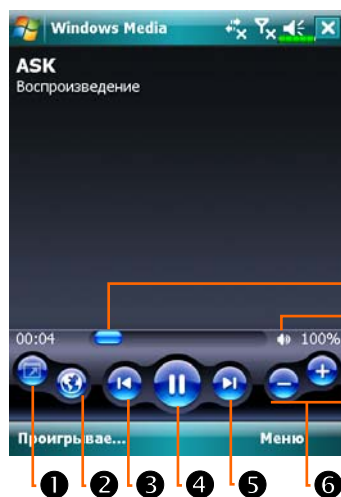 Windows Media
ASK
Воспроизведение
00:04 100%
Проигрывае... Меню
1 2 3 4 5 6